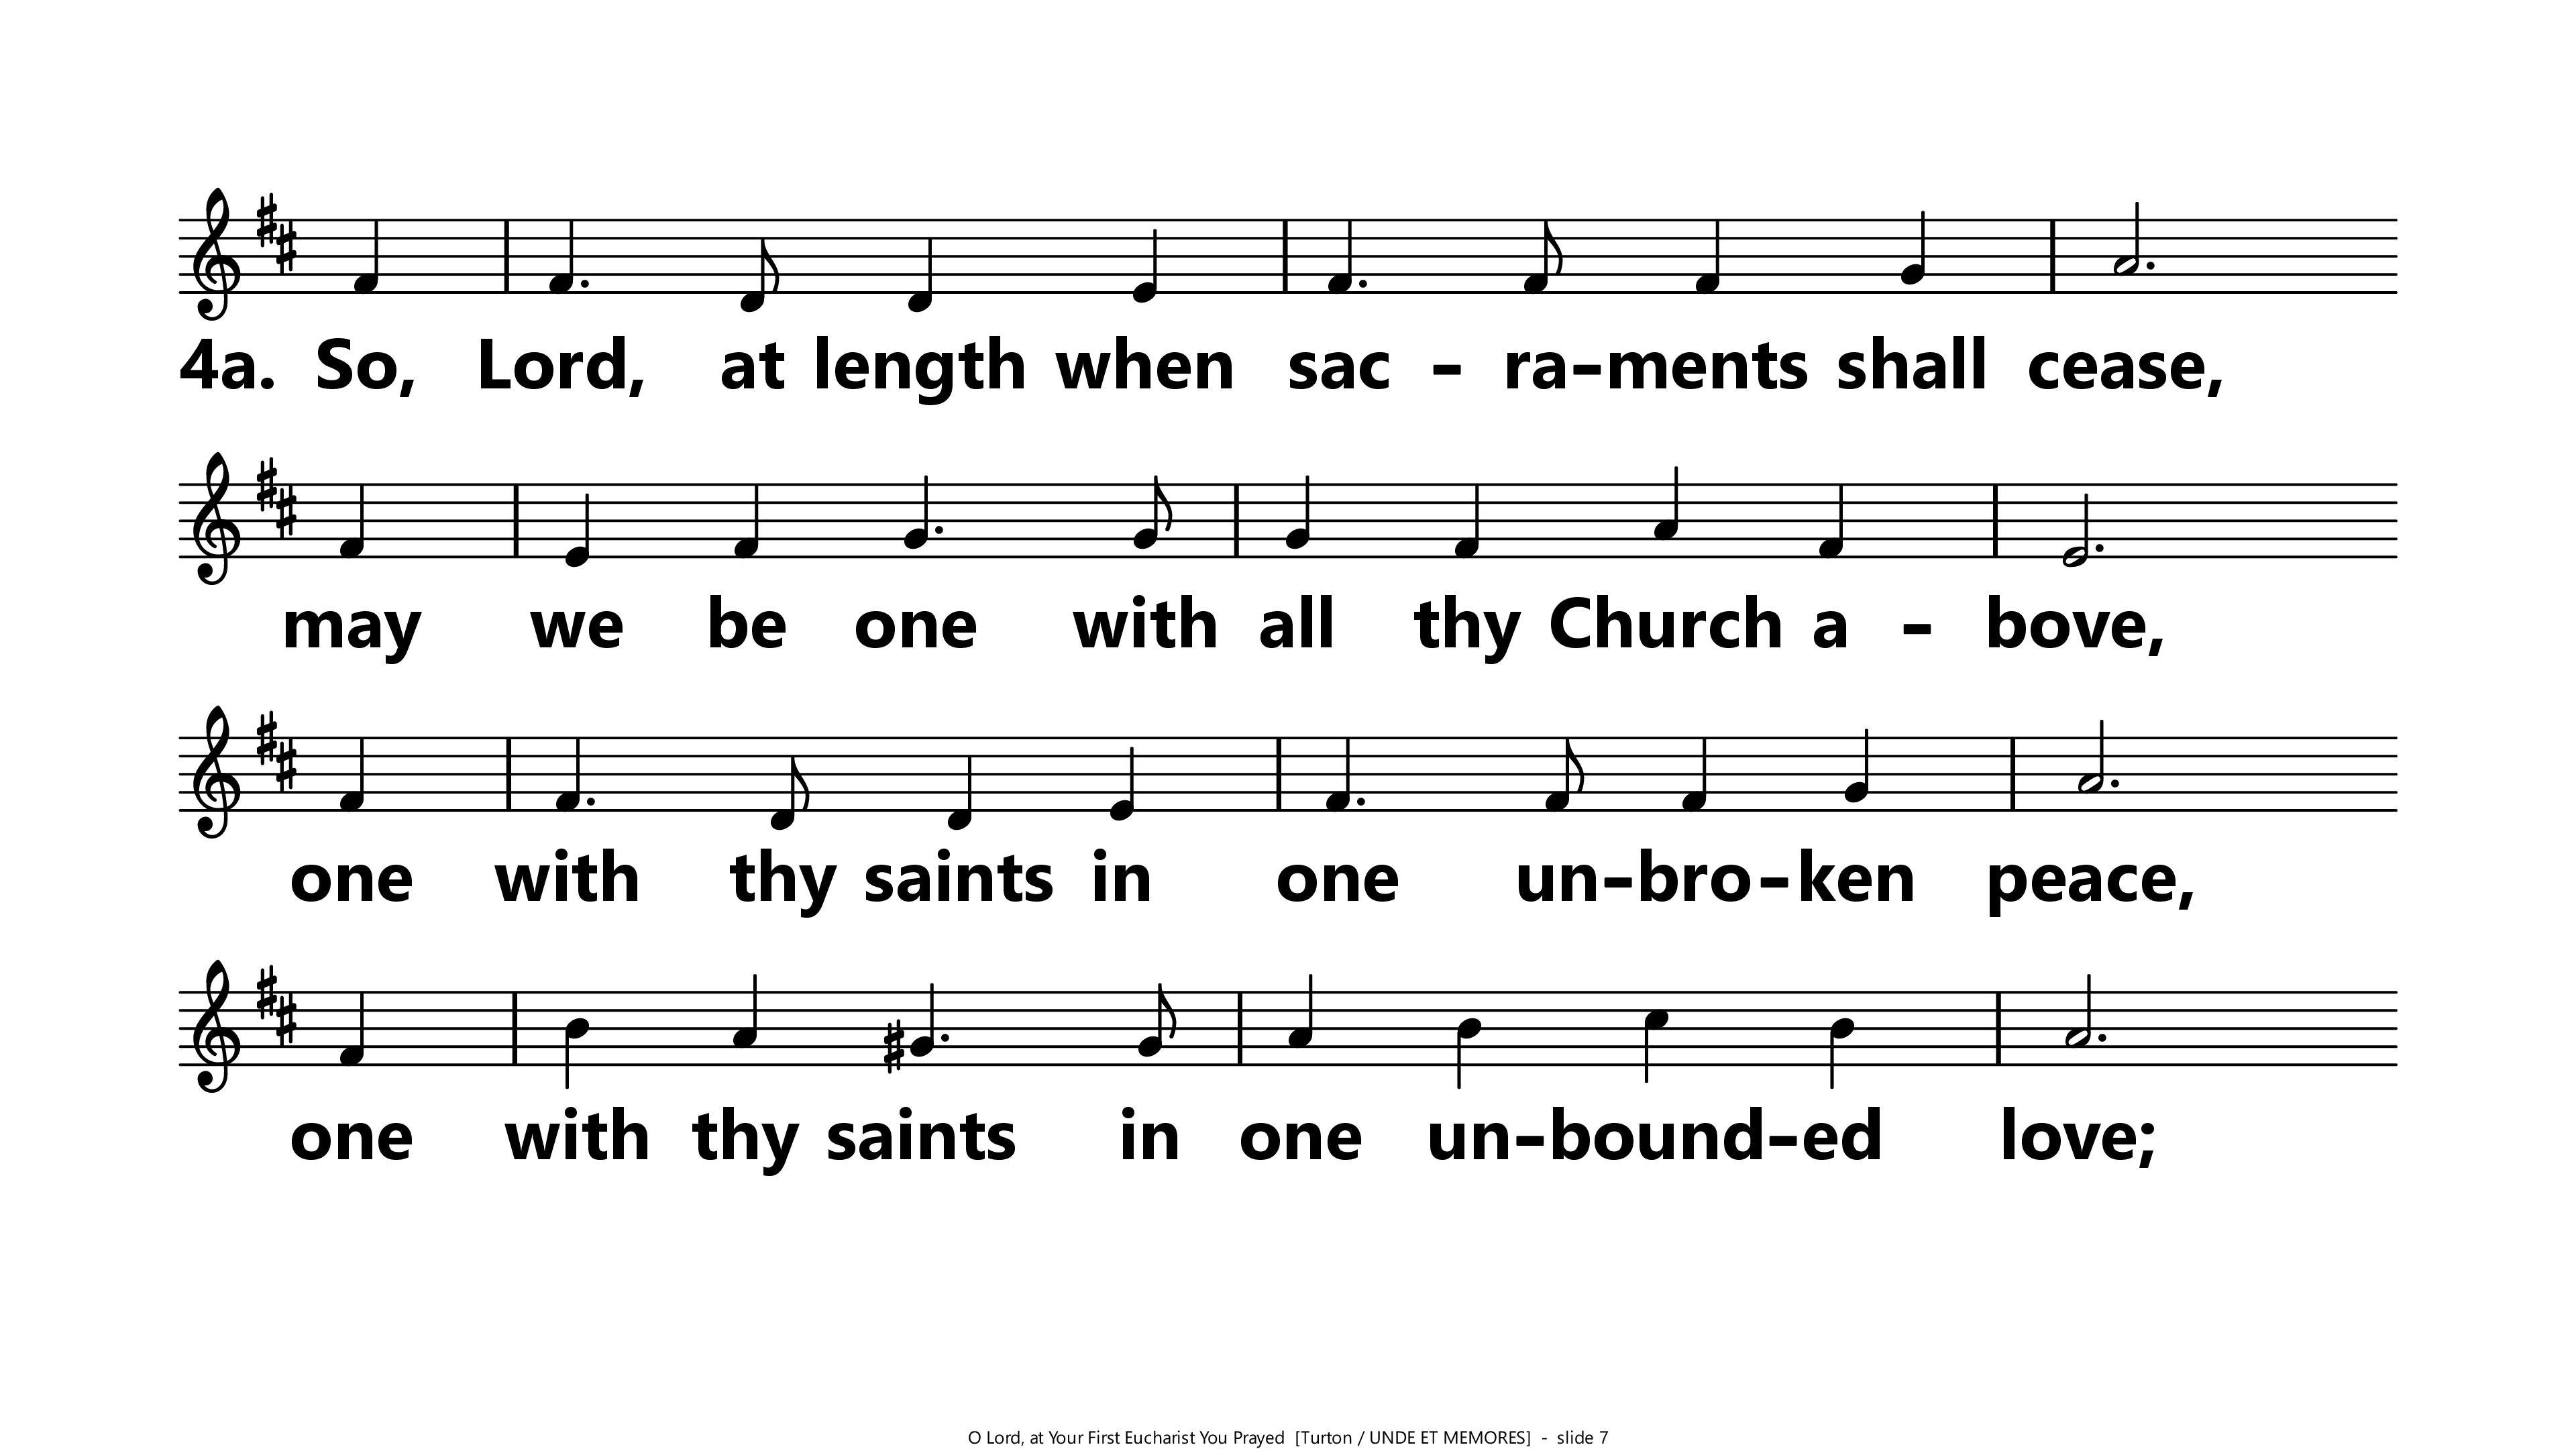 4a. So, Lord, at length when sac - ra-ments shall cease,
may we be one with all thy Church a - bove,
one with thy saints in one un-bro-ken peace,
one with thy saints in one un-bound-ed love;
O Lord, at Your First Eucharist You Prayed [Turton / UNDE ET MEMORES] - slide 7